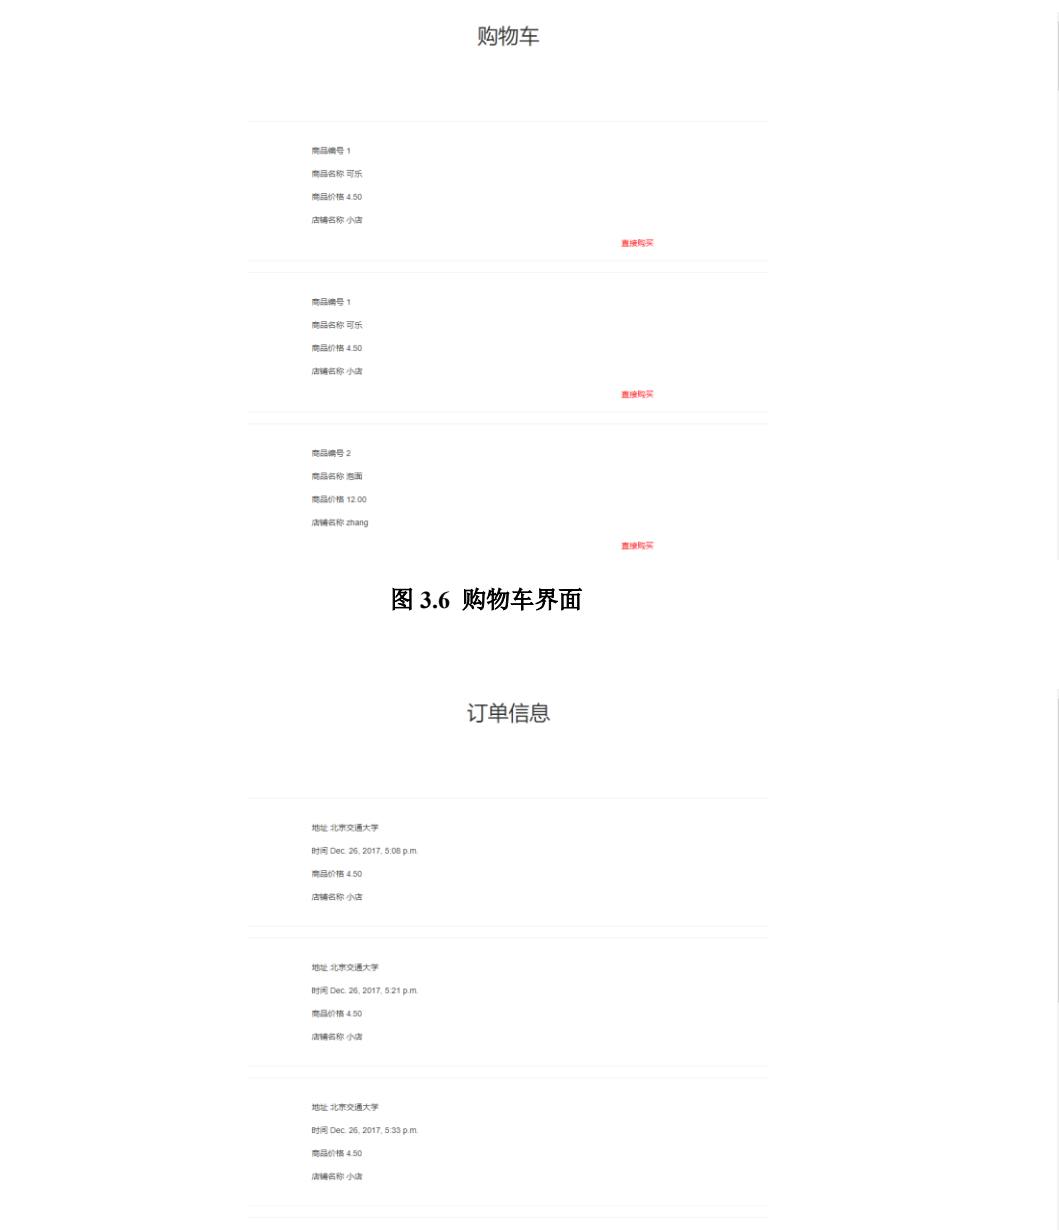 购物车
商品编号 1
商品名称 可乐
商品价格 4.50
店铺名称 小店
直接购买
商品编号 1
商品名称 可乐
商品价格 4.50
店铺名称 小店
直接购买
商品编号 2
商品名称 泡面
商品价格 12.00
店铺名称 zhang
直接购买
图 3.6 购物车界面
订单信息
地址 北京交通大学
时间 Dec. 26, 2017, 5:08 p.m.
商品价格 4.50
店铺名称 小店
地址 北京交通大学
时间 Dec. 26, 2017, 5:21 p.m.
商品价格 4.50
店铺名称 小店
地址 北京交通大学
时间 Dec. 26, 2017, 5:33 p.m.
商品价格 4.50
店铺名称 小店